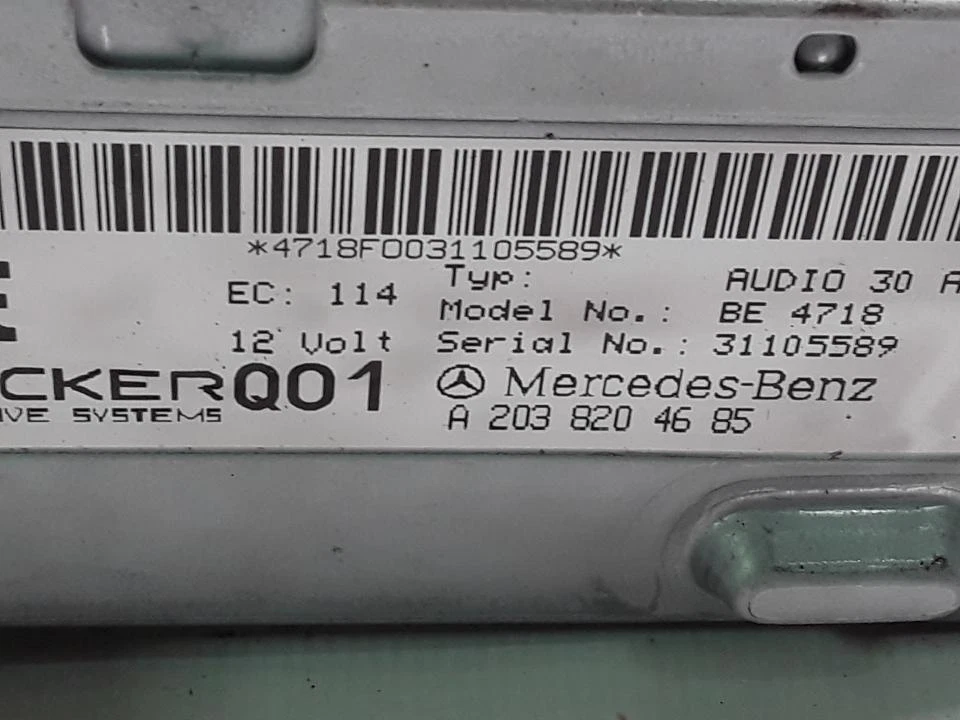 *4718F0031105589*
Typ: AUDIO 30 A
EC: 114
Model No.: BE 4718
12 Volt
Serial No.: 31105589
CKER Q01
Mercedes-Benz
IVE SYSTEMS
A 203 820 46 85